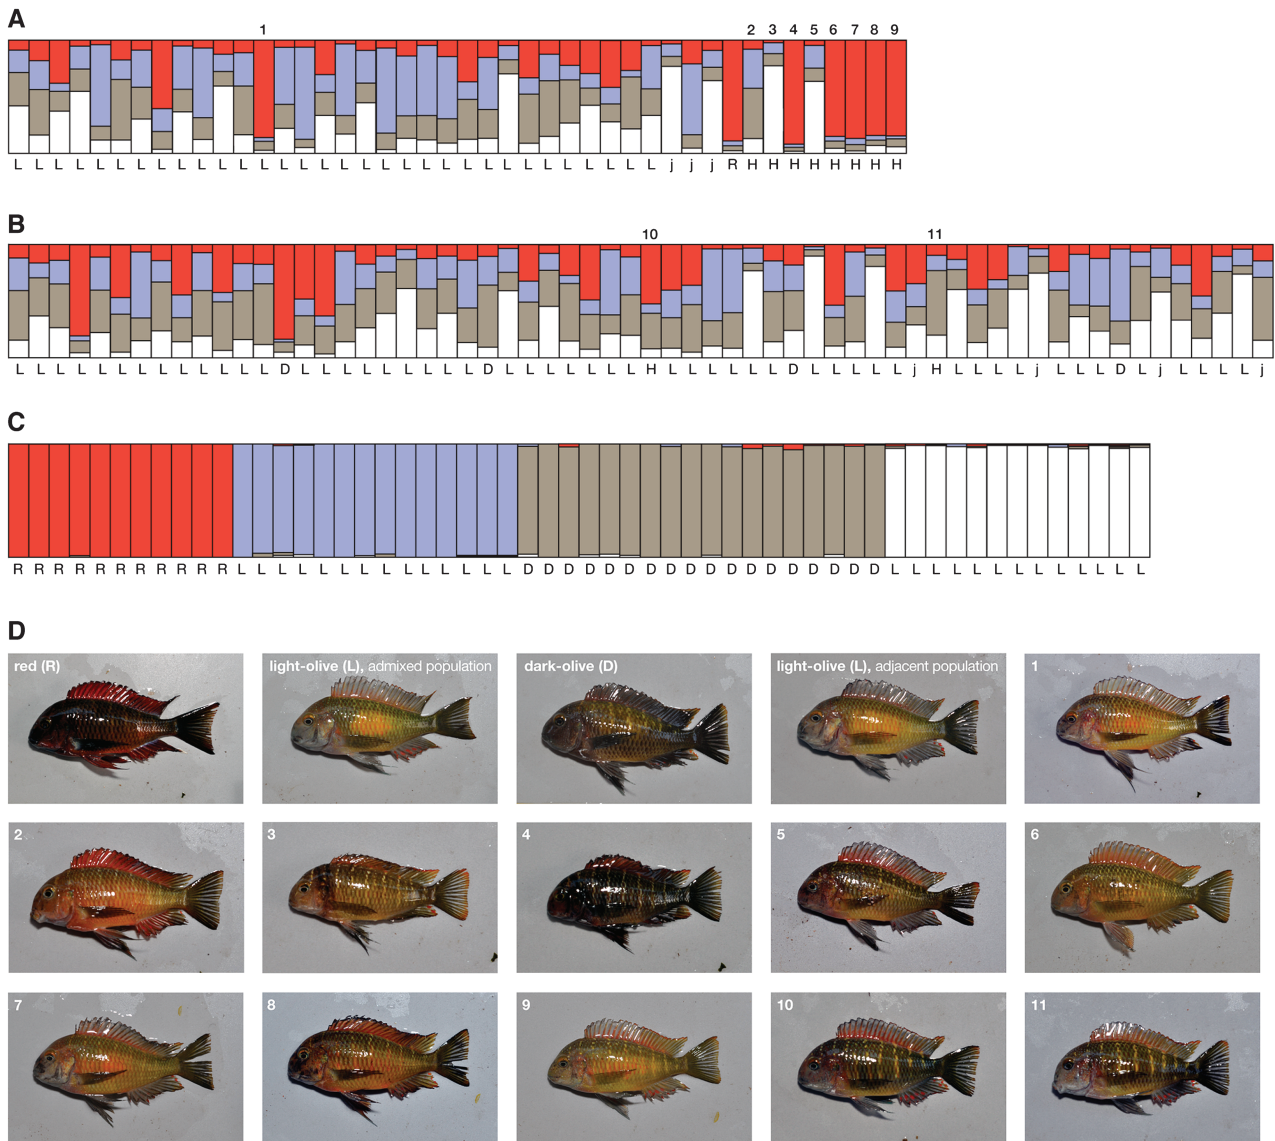 A
1 2 3 4 5 6 7 8 9
L L L L L L L L L L L L L L L L L L L L L L L L L L L L L L L L j j j R H H H H H H H H
B
10 11
L L L L L L L L L L L L L D L L L L L L L L L D L L L L L L L H L L L L L L D L L L L L j H L L L L j L L L D L j L L L L j
C
R R R R R R R R R R R L L L L L L L L L L L L L L D D D D D D D D D D D D D D D D D D L L L L L L L L L L L L L
D
red (R)
light-olive (L), admixed population
dark-olive (D)
light-olive (L), adjacent population
1
2
3
4
5
6
7
8
9
10
11